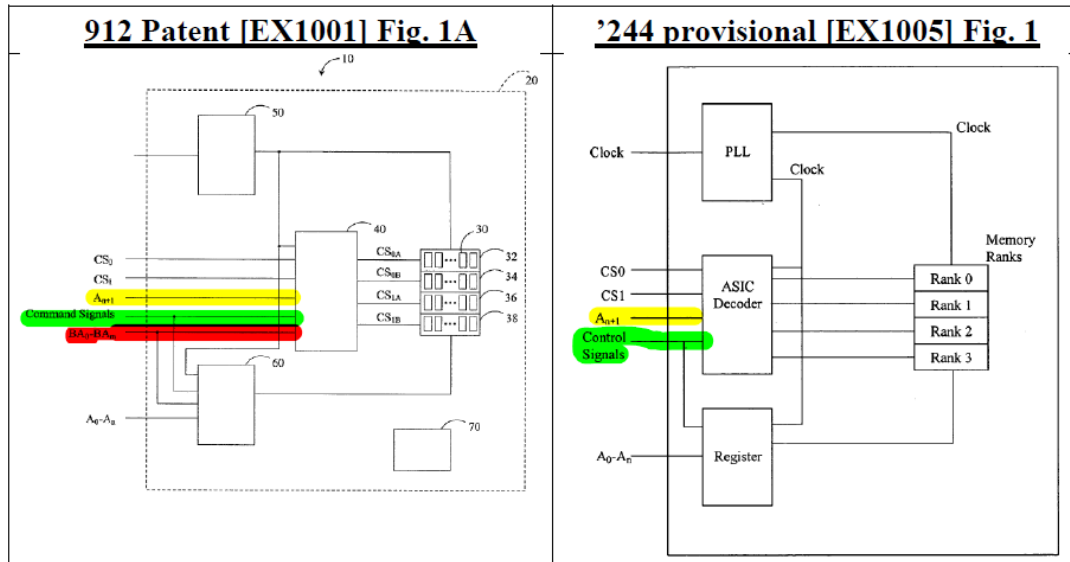 912 Patent [EX1001] Fig. 1A
10
20
50
40
30
CS₀
CS₁
Aₙ₊₁
Command Signals
BA₀-BAₘ
CS₀A
CS₀B
CS₁A
CS₁B
32
34
36
38
60
A₀-Aₙ
70
’244 provisional [EX1005] Fig. 1
Clock
PLL
Clock
Clock
Memory
Ranks
CS0
CS1
Aₙ₊₁
Control
Signals
ASIC
Decoder
Rank 0
Rank 1
Rank 2
Rank 3
A₀-Aₙ
Register